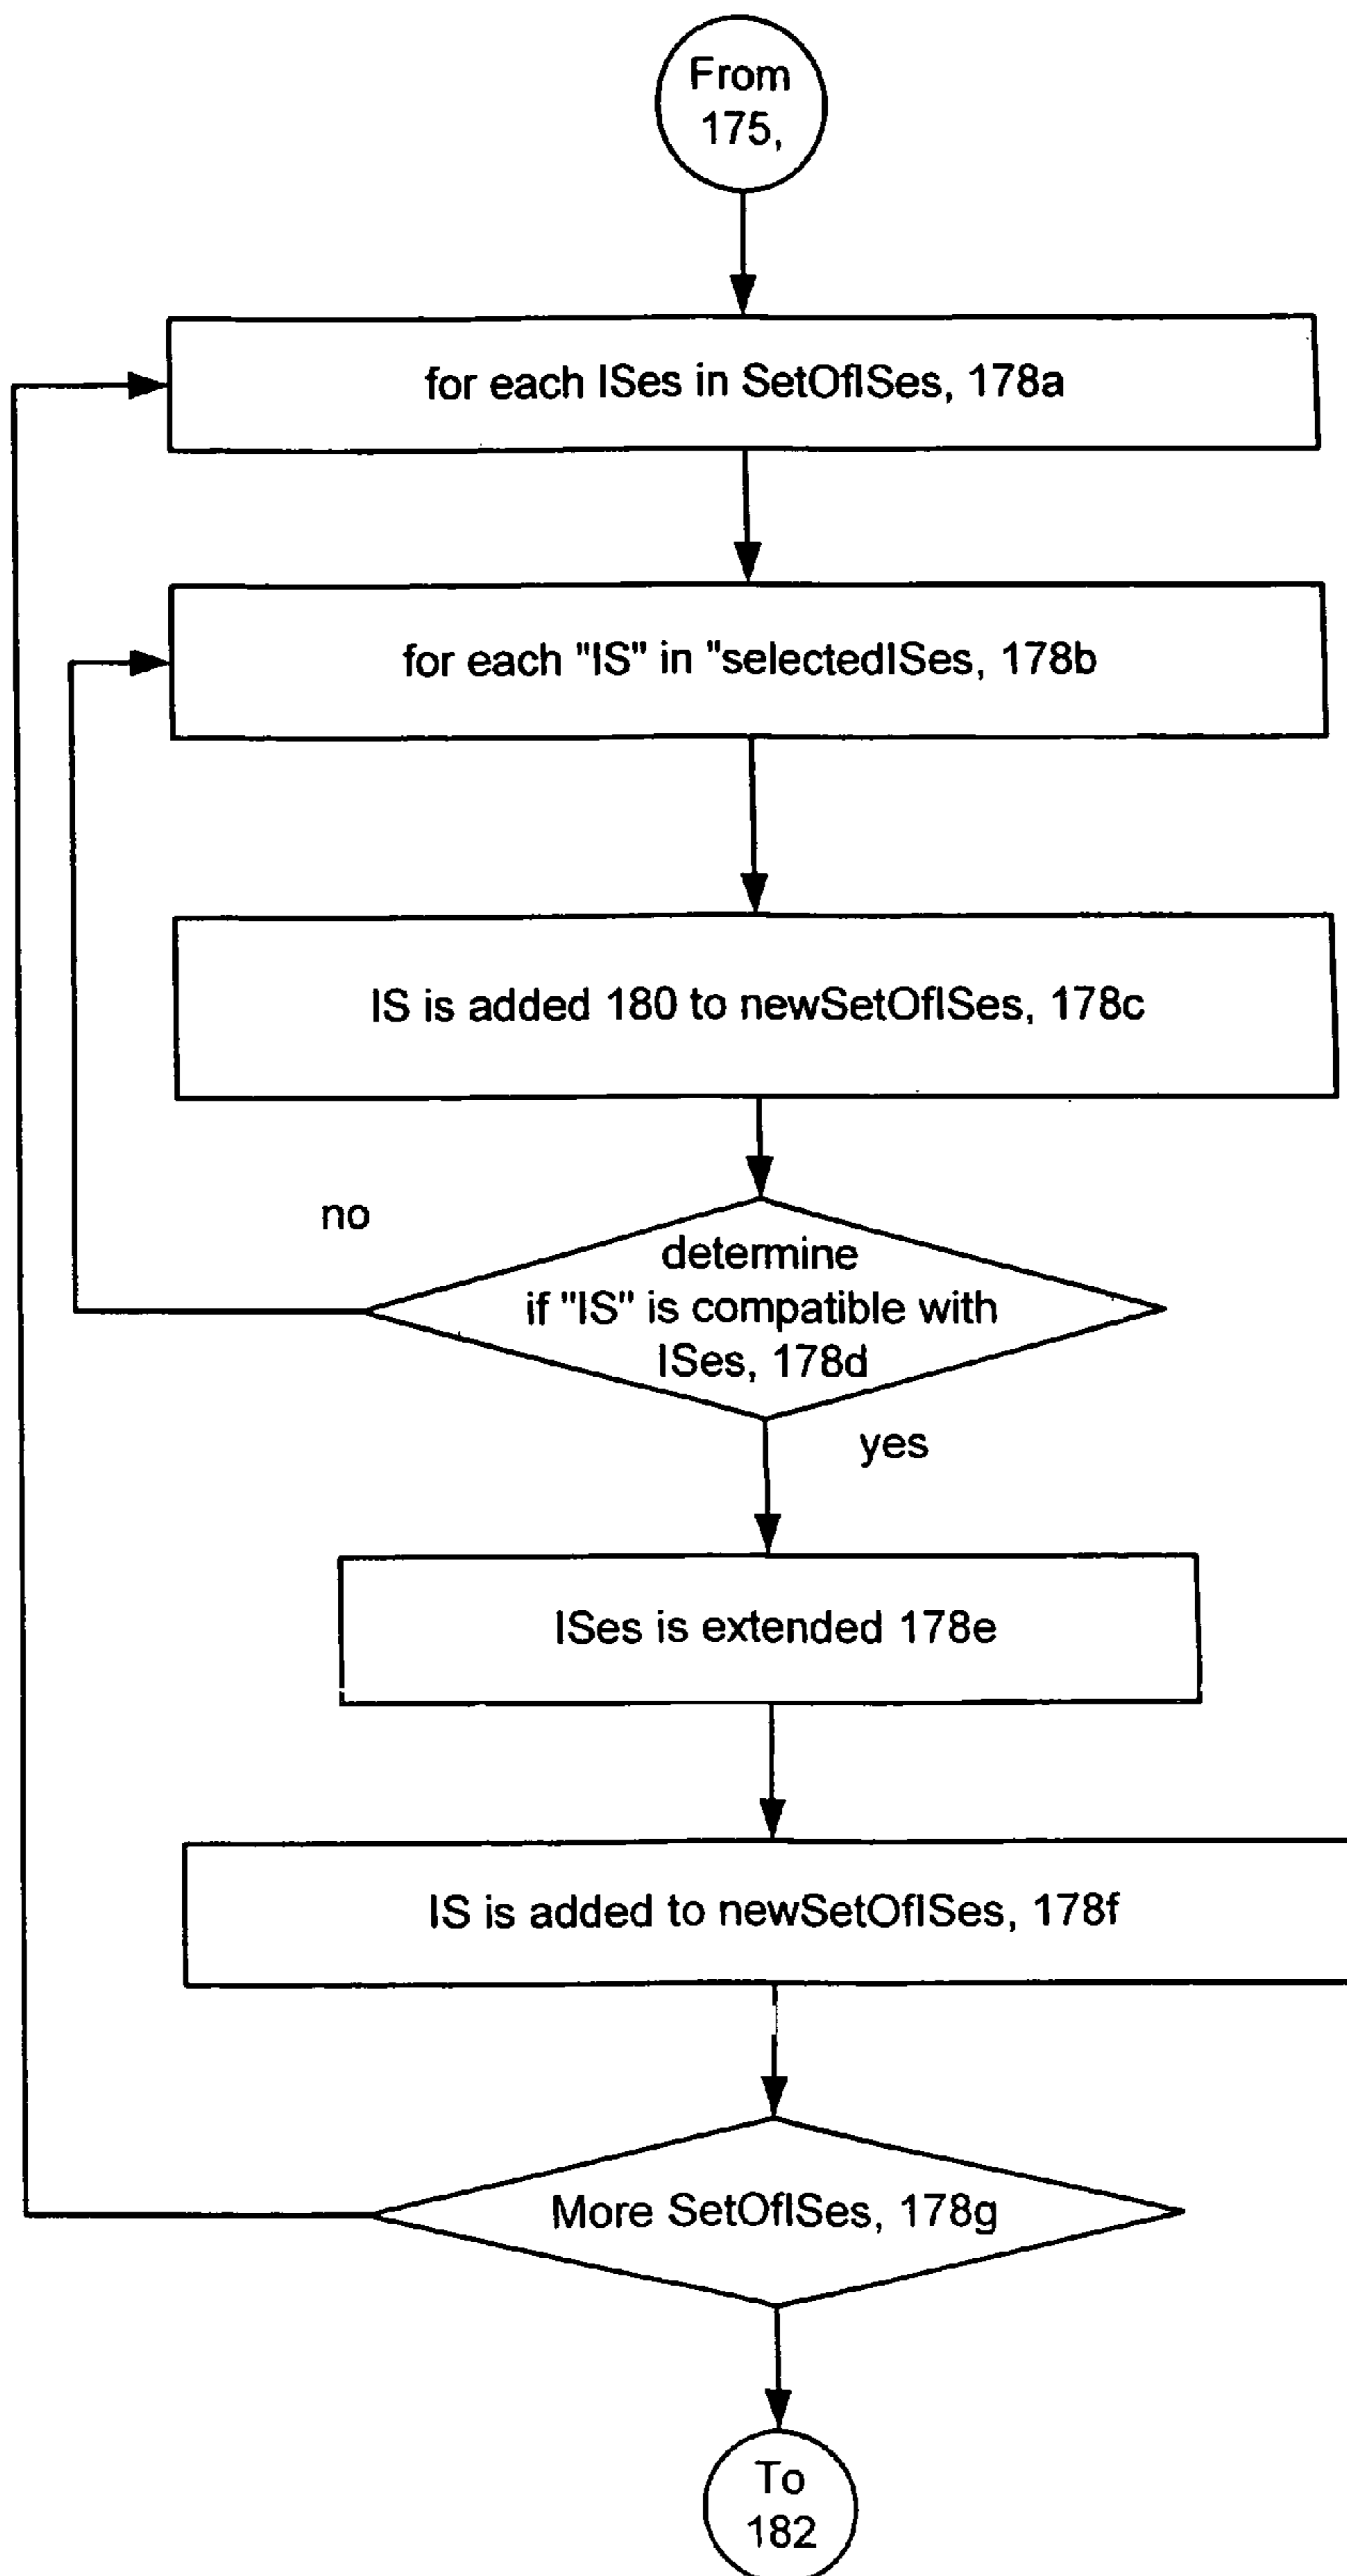 From
175,
for each ISes in SetOfISes, 178a
for each "IS" in "selectedISes, 178b
IS is added 180 to newSetOfISes, 178c
no
determine
if "IS" is compatible with
ISes, 178d
yes
ISes is extended 178e
IS is added to newSetOfISes, 178f
More SetOfISes, 178g
To
182